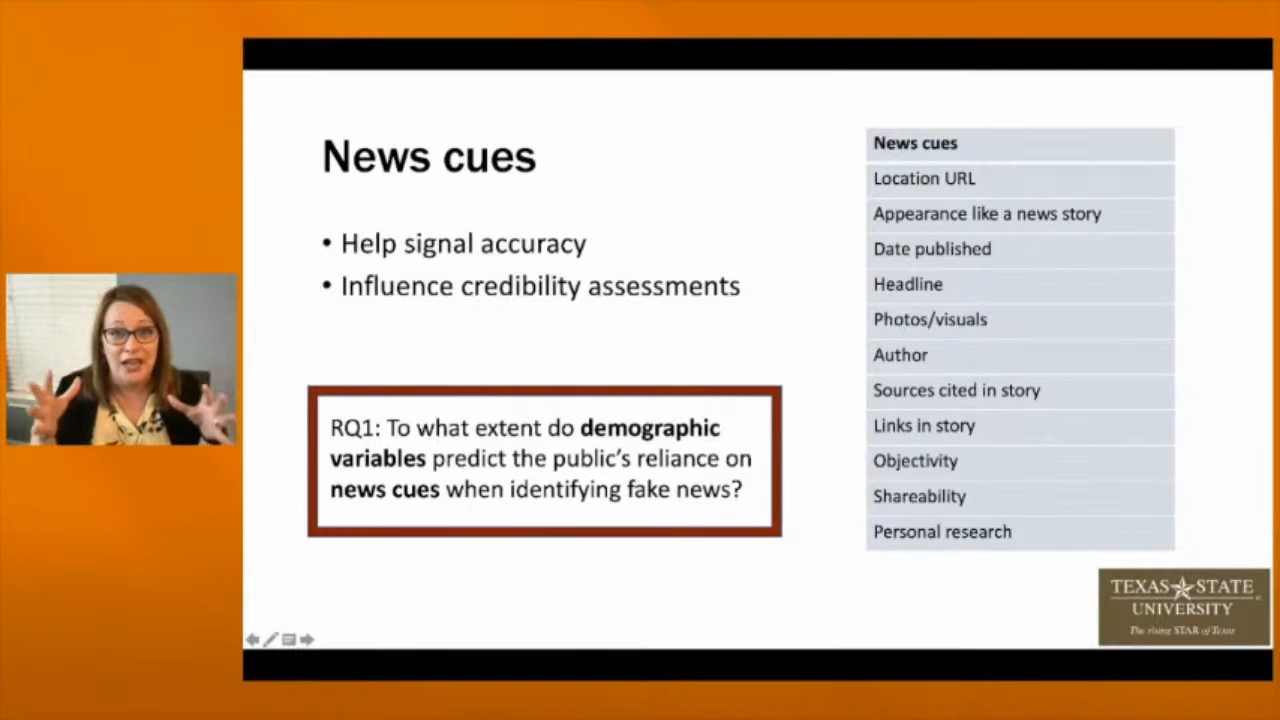 News cues
• Help signal accuracy
• Influence credibility assessments
RQ1: To what extent do demographic
variables predict the public's reliance on
news cues when identifying fake news?
News cues
Location URL
Appearance like a news story
Date published
Headline
Photos/visuals
Author
Sources cited in story
Links in story
Objectivity
Shareability
Personal research
TEXAS STATE
UNIVERSITY
The rising STAR of Texas